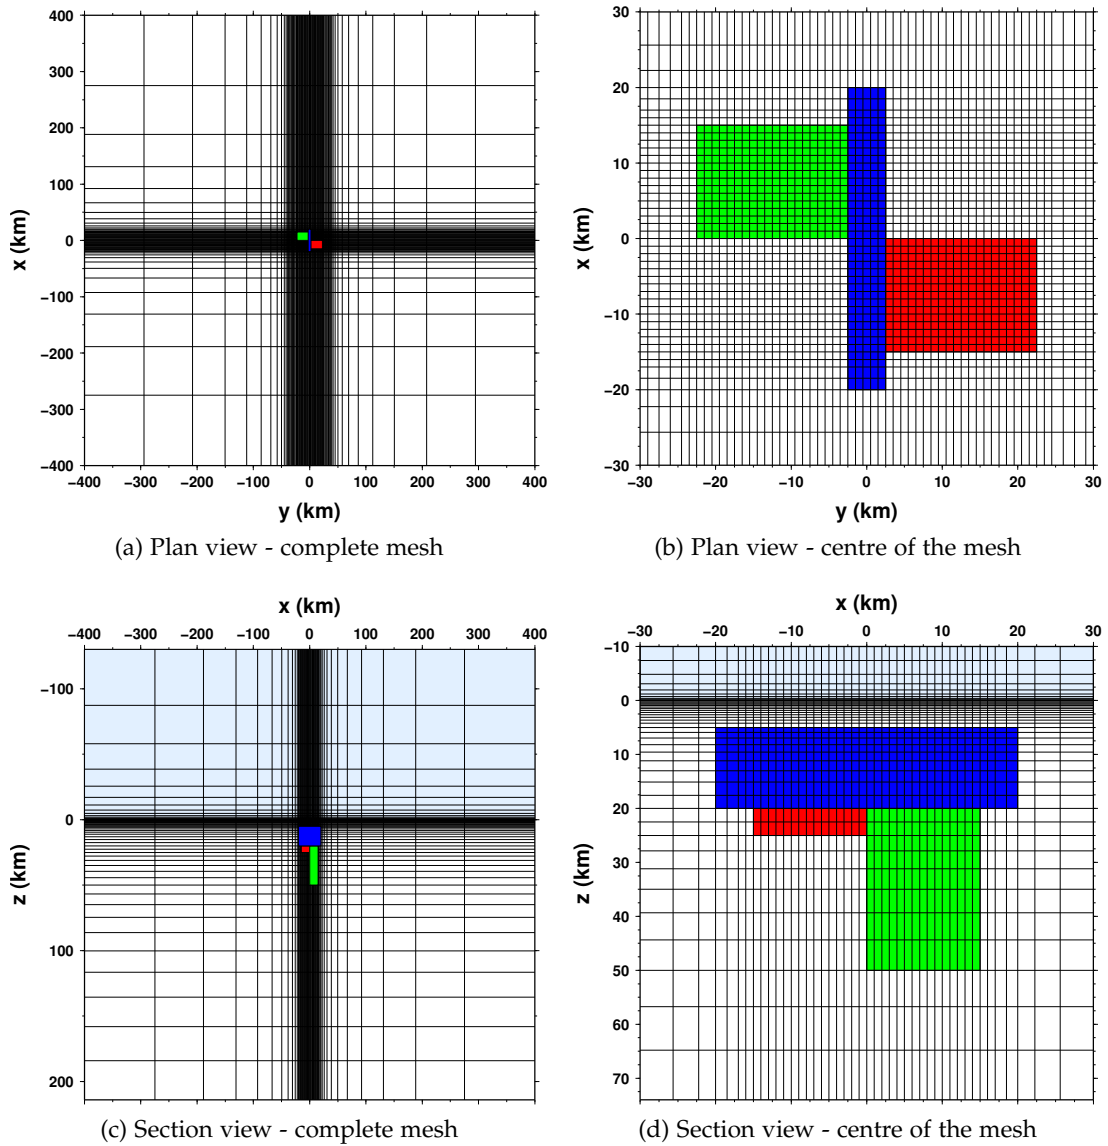 400
300
200
100
0
−100
−200
−300
−400
x (km)
−400 −300 −200 −100 0 100 200 300 400
y (km)
(a) Plan view - complete mesh
30
20
10
0
−10
−20
−30
x (km)
−30 −20 −10 0 10 20 30
y (km)
(b) Plan view - centre of the mesh
x (km)
−400 −300 −200 −100 0 100 200 300 400
−100
0
100
200
z (km)
(c) Section view - complete mesh
x (km)
−30 −20 −10 0 10 20 30
−10
0
10
20
30
40
50
60
70
z (km)
(d) Section view - centre of the mesh